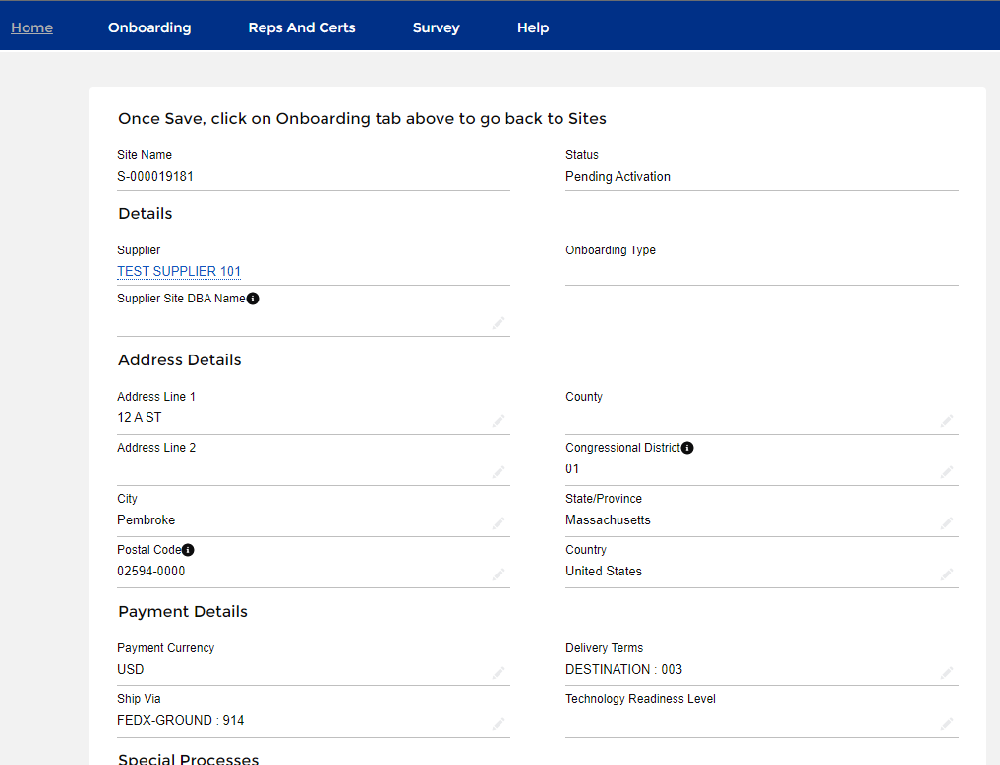 Home Onboarding Reps And Certs Survey Help
Once Save, click on Onboarding tab above to go back to Sites
Site Name Status
S-000019181 Pending Activation
Details
Supplier Onboarding Type
TEST SUPPLIER 101
Supplier Site DBA Name
Address Details
Address Line 1 County
12 A ST
Address Line 2 Congressional District
01
City State/Province
Pembroke Massachusetts
Postal Code Country
02594-0000 United States
Payment Details
Payment Currency Delivery Terms
USD DESTINATION : 003
Ship Via Technology Readiness Level
FEDX-GROUND : 914
Special Processes